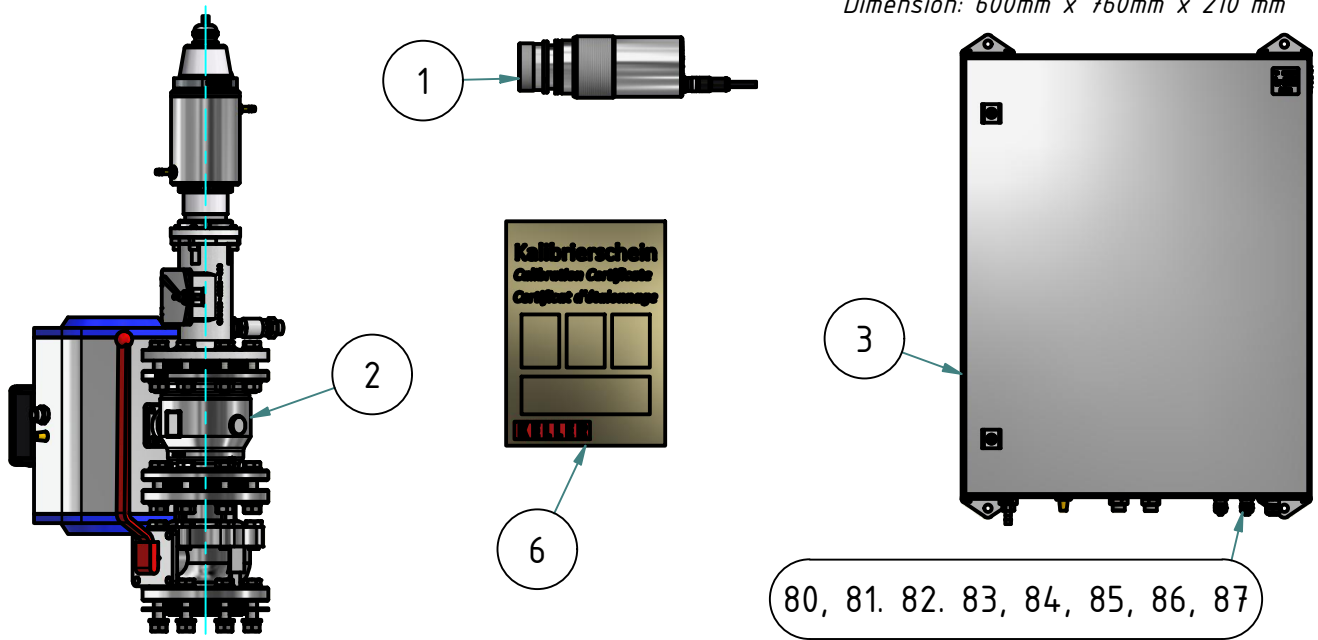 Dimension: 600mm x 760mm x 210 mm
1
2
3
6
Kalibrierschein
Calibration Certificate
Certificat d'étalonnage
KELLER
80, 81. 82. 83, 84, 85, 86, 87